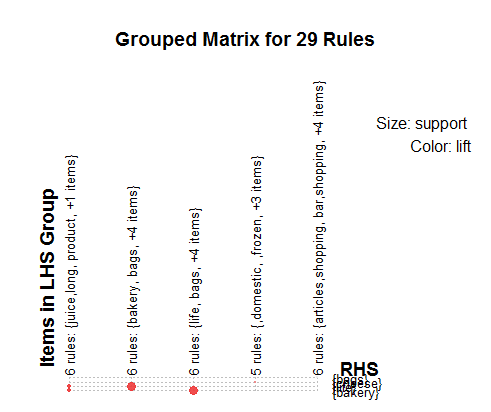 Grouped Matrix for 29 Rules
Size: support
Color: lift
Items in LHS Group
6 rules: {juice,long, product, +1 items}
6 rules: {bakery, bags, +4 items}
6 rules: {life, bags, +4 items}
5 rules: {,domestic, ,frozen, +3 items}
6 rules: {articles,shopping, bar,shopping, +4 items}
RHS
{bags}
{bakery}